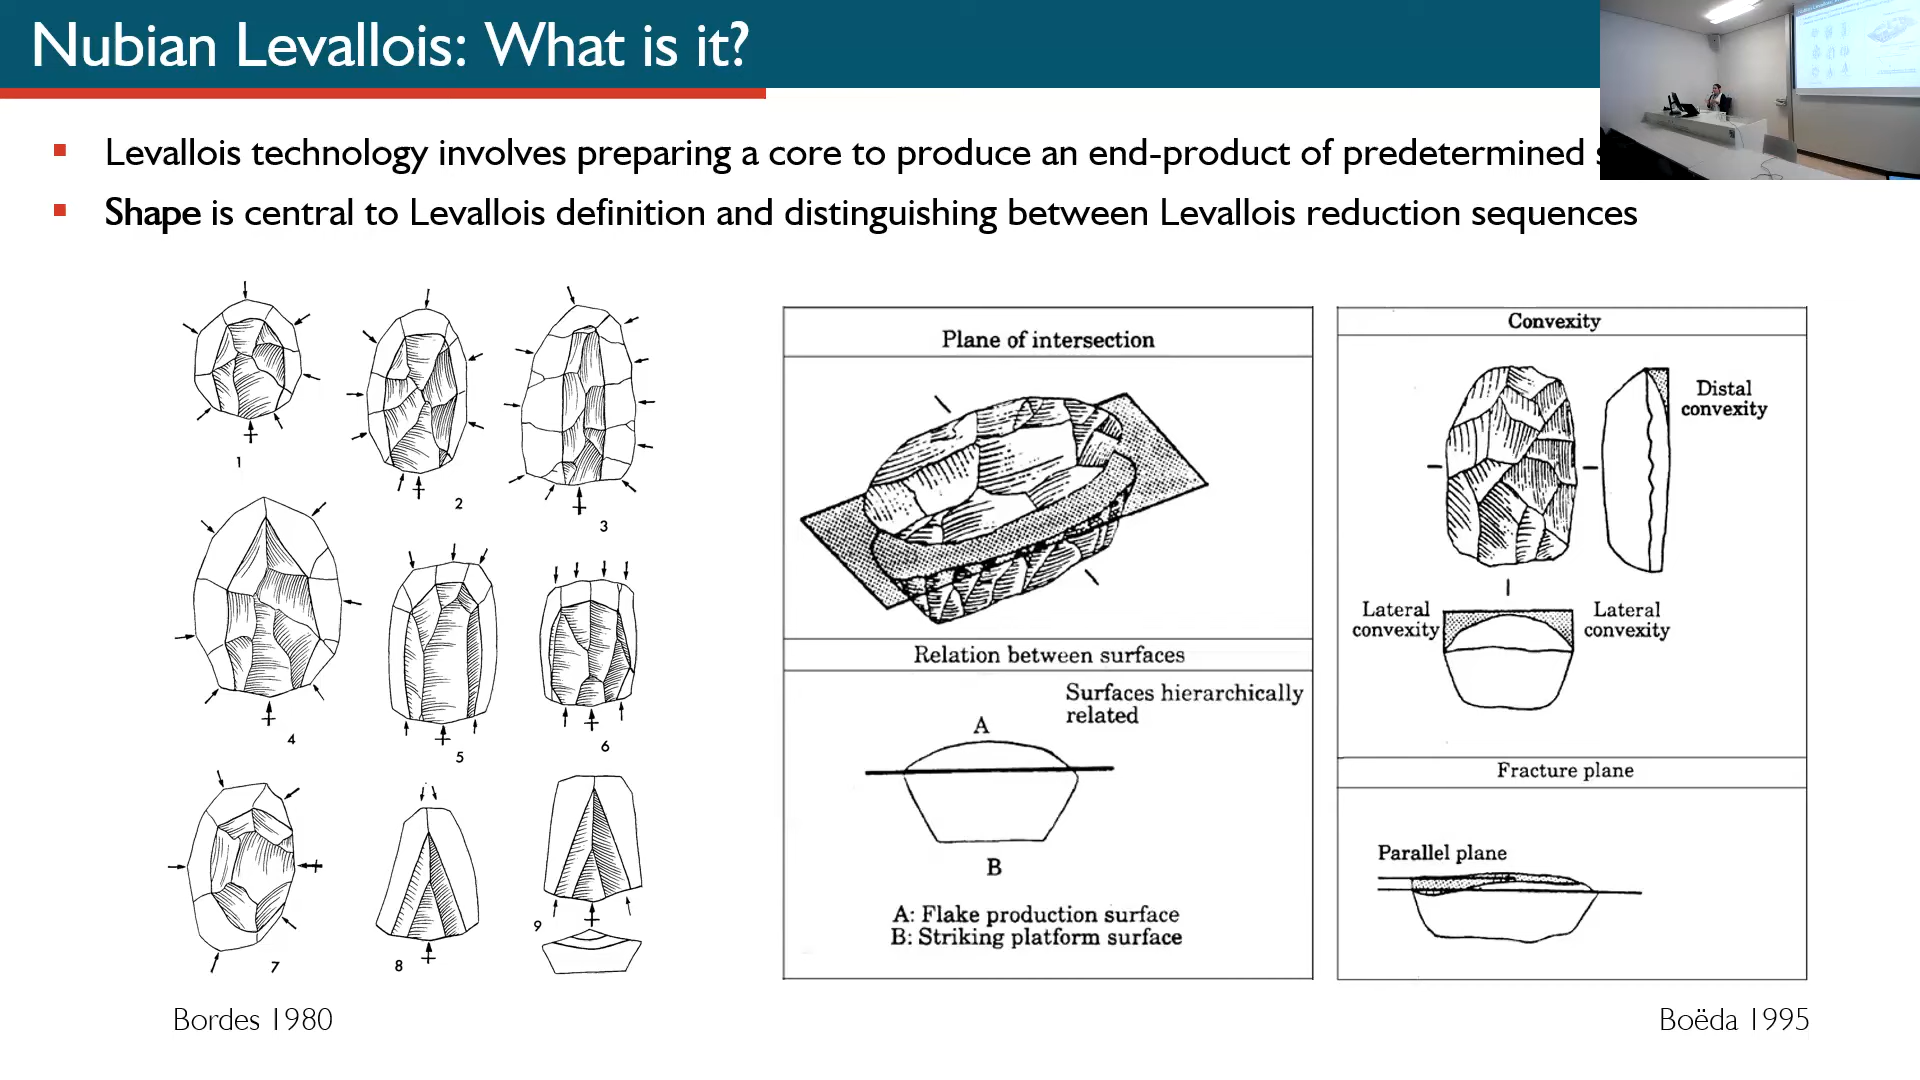 Nubian Levallois: What is it?
Levallois technology involves preparing a core to produce an end-product of predetermined
Shape is central to Levallois definition and distinguishing between Levallois reduction sequences
1
2
3
4
5
6
7
8
9
Bordes 1980
Plane of intersection
Relation between surfaces
Surfaces hierarchically
related
A
B
A: Flake production surface
B: Striking platform surface
Convexity
Distal
convexity
Lateral
convexity
Lateral
convexity
Fracture plane
Parallel plane
Boëda 1995